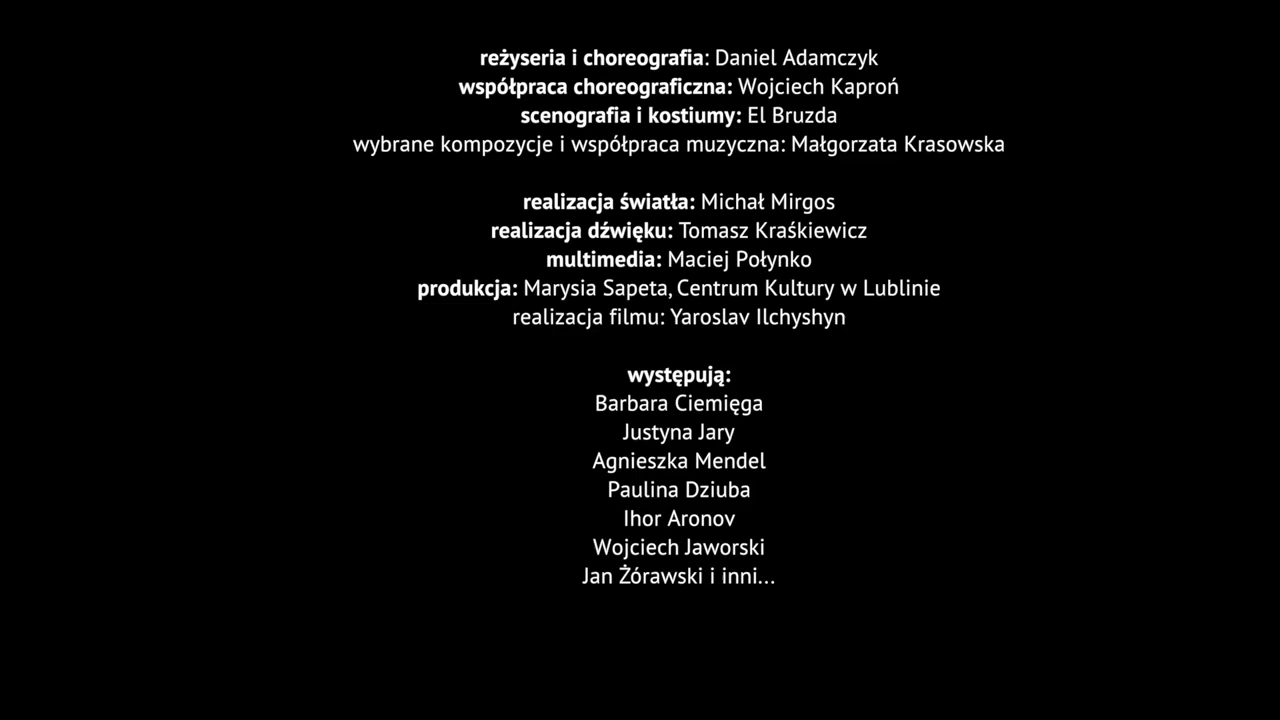 reżyseria i choreografia: Daniel Adamczyk
współpraca choreograficzna: Wojciech Kaproń
scenografia i kostiumy: El Bruzda
wybrane kompozycje i współpraca muzyczna: Małgorzata Krasowska
realizacja światła: Michał Mirgos
realizacja dźwięku: Tomasz Kraśkiewicz
multimedia: Maciej Połynko
produkcja: Marysia Sapeta, Centrum Kultury w Lublinie
realizacja filmu: Yaroslav Ilchyshyn
występują:
Barbara Ciemięga
Justyna Jary
Agnieszka Mendel
Paulina Dziuba
Ihor Aronov
Wojciech Jaworski
Jan Żórawski i inni...